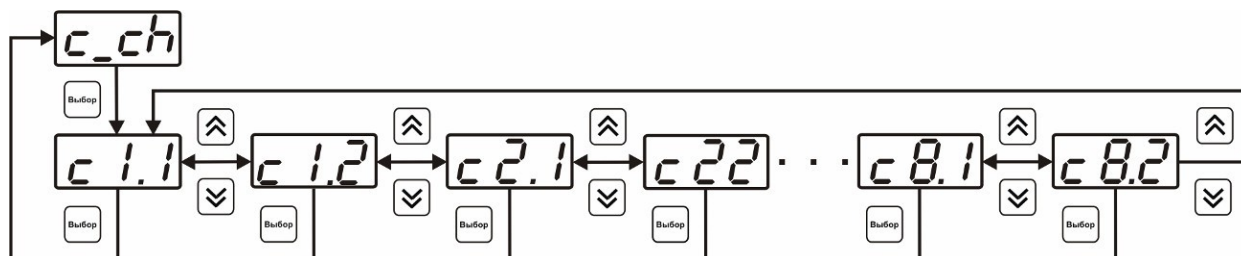 c_ch
Выбор
c 1.1 c 1.2 c 2.1 c 22 . . . c 8.1 c 8.2
Выбор Выбор Выбор Выбор Выбор Выбор